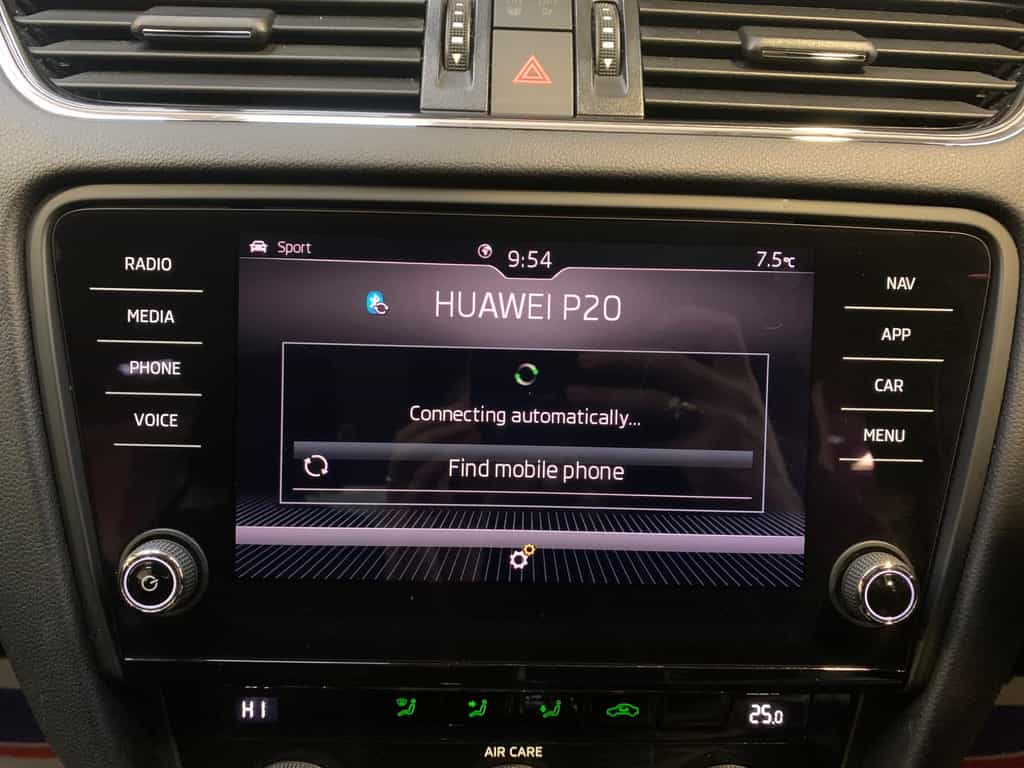 Sport
9:54
7.5°C
HUAWEI P20
Connecting automatically...
Find mobile phone
RADIO
MEDIA
PHONE
VOICE
NAV
APP
CAR
MENU
HI
25.0
AIR CARE